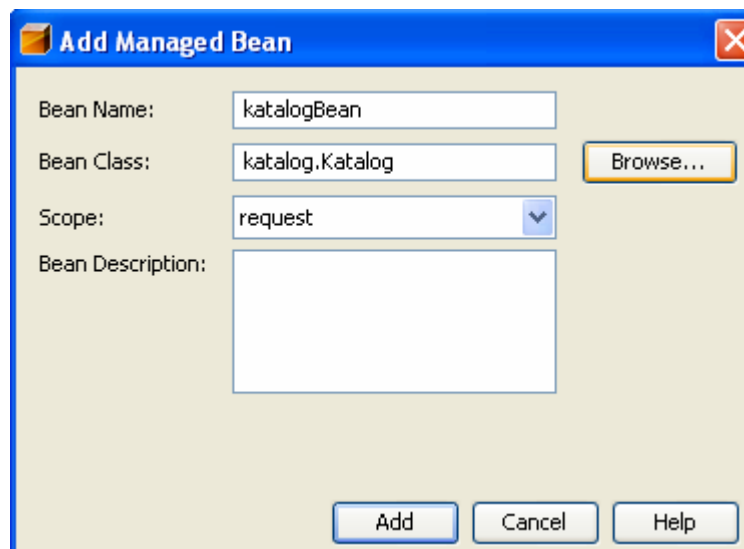 Add Managed Bean
Bean Name: katalogBean
Bean Class: katalog.Katalog Browse...
Scope: request
Bean Description:
Add Cancel Help